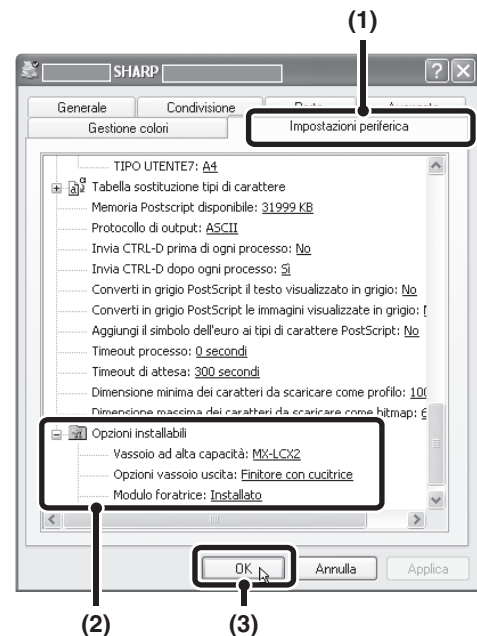 (1)
SHARP
Generale Condivisione
Gestione colori Impostazioni periferica
TIPO UTENTE7: A4
Tabella sostituzione tipi di carattere
Memoria Postscript disponibile: 31999 KB
Protocollo di output: ASCII
Invia CTRL-D prima di ogni processo: No
Invia CTRL-D dopo ogni processo: Sì
Converti in grigio PostScript il testo visualizzato in grigio: No
Converti in grigio PostScript le immagini visualizzate in grigio:
Aggiungi il simbolo dell'euro ai tipi di carattere PostScript: No
Timeout processo: 0 secondi
Timeout di attesa: 300 secondi
Dimensione minima dei caratteri da scaricare come profilo: 100
Dimensione massima dei caratteri da scaricare come bitmap:
Opzioni installabili
Vassoio ad alta capacità: MX-LCX2
Opzioni vassoio uscita: Finitore con cucitrice
Modulo foratrice: Installato
OK Annulla Applica
(2) (3)